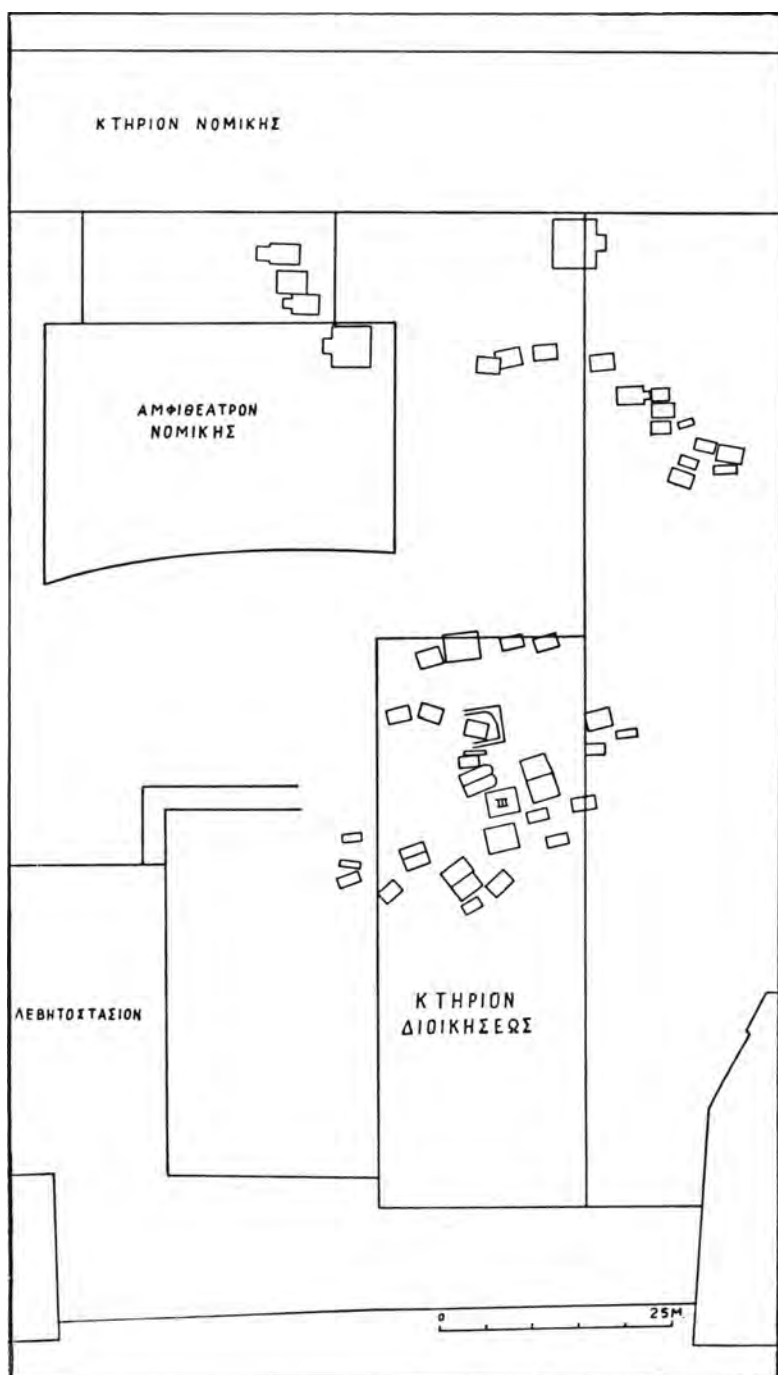 ΚΤΗΡΙΟΝ ΝΟΜΙΚΗΣ
ΑΜΦΙΘΕΑΤΡΟΝ
ΝΟΜΙΚΗΣ
III
ΛΕΒΗΤΟΣΤΑΣΙΟΝ
ΚΤΗΡΙΟΝ
ΔΙΟΙΚΗΣΕΩΣ
0 25Μ.